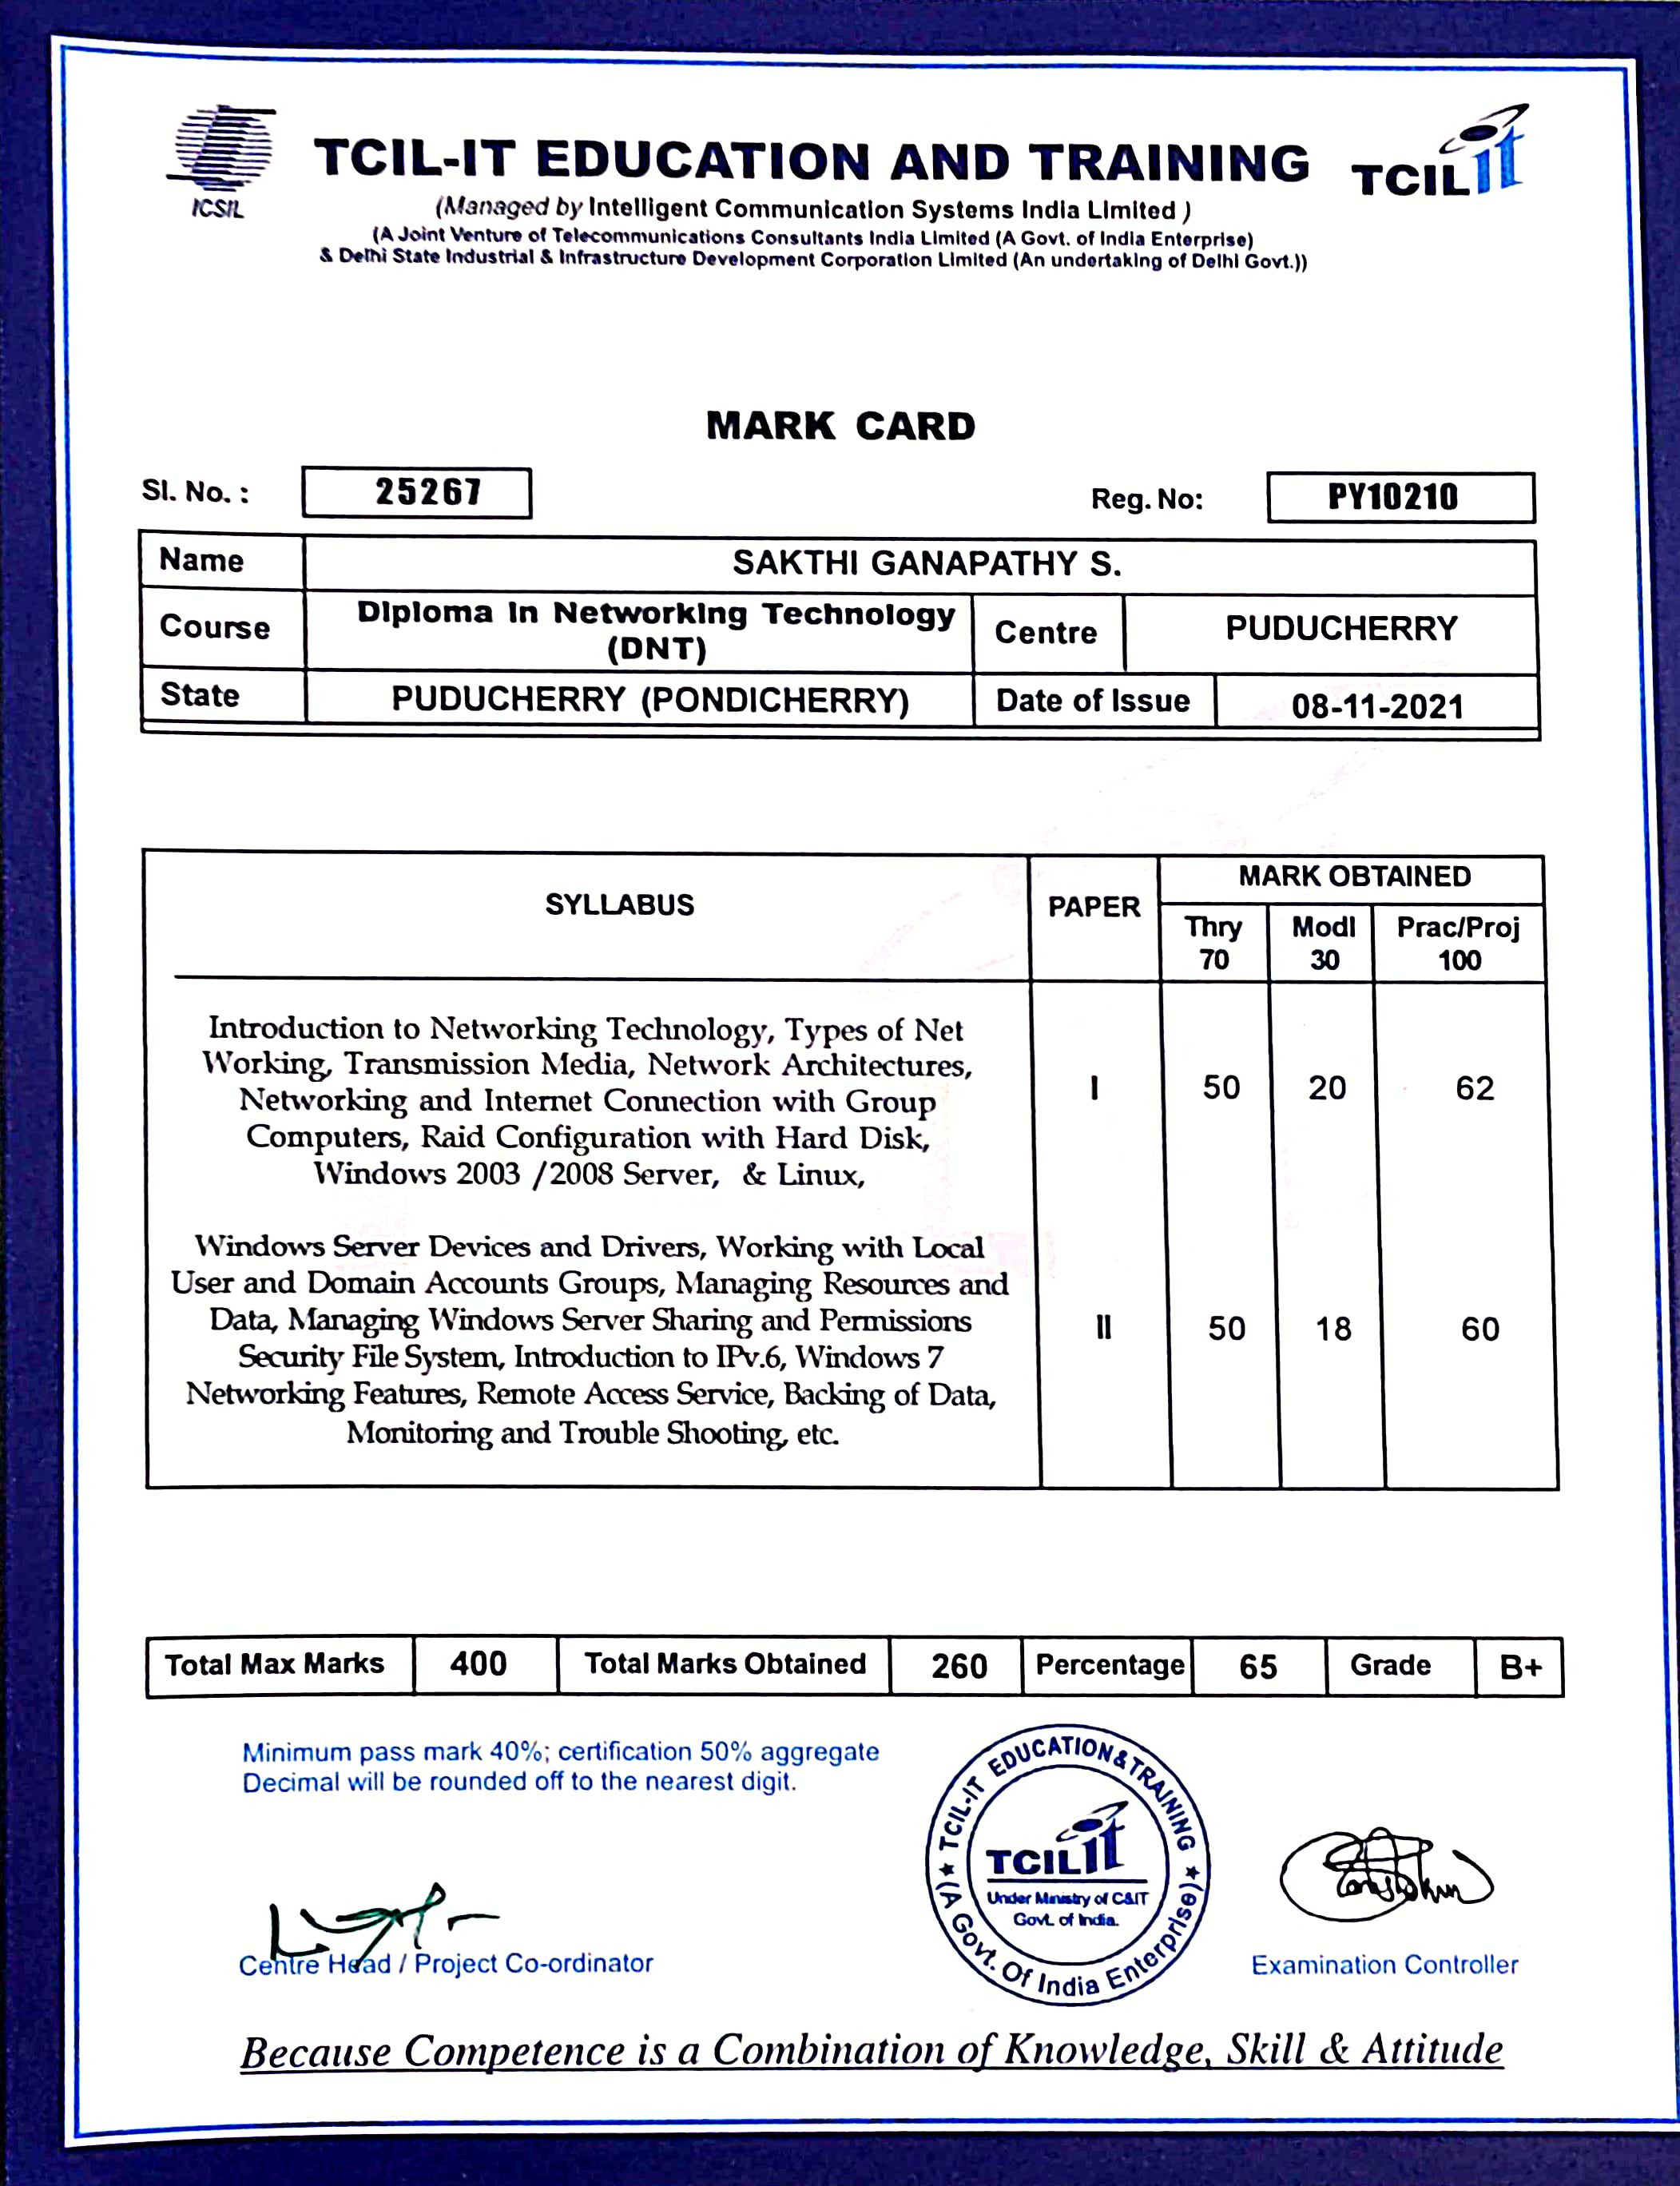 ICSIL
TCIL-IT EDUCATION AND TRAINING
TCIL it
(Managed by Intelligent Communication Systems India Limited )
(A Joint Venture of Telecommunications Consultants India Limited (A Govt. of India Enterprise)
& Delhi State Industrial & Infrastructure Development Corporation Limited (An undertaking of Delhi Govt.))
MARK CARD
Sl. No. : 25267 Reg. No: PY10210
Name SAKTHI GANAPATHY S.
Course Diploma in Networking Technology (DNT) Centre PUDUCHERRY
State PUDUCHERRY (PONDICHERRY) Date of Issue 08-11-2021
SYLLABUS PAPER MARK OBTAINED
Thry 70 Modl 30 Prac/Proj 100
Introduction to Networking Technology, Types of Net
Working, Transmission Media, Network Architectures,
Networking and Internet Connection with Group
Computers, Raid Configuration with Hard Disk,
Windows 2003 /2008 Server, & Linux,
I 50 20 62
Windows Server Devices and Drivers, Working with Local
User and Domain Accounts Groups, Managing Resources and
Data, Managing Windows Server Sharing and Permissions
Security File System, Introduction to IPv.6, Windows 7
Networking Features, Remote Access Service, Backing of Data,
Monitoring and Trouble Shooting, etc.
II 50 18 60
Total Max Marks 400 Total Marks Obtained 260 Percentage 65 Grade B+
Minimum pass mark 40%; certification 50% aggregate
Decimal will be rounded off to the nearest digit.
TCIL-IT EDUCATION & TRAINING
TCIL it
Under Ministry of C&IT
Govt. of India.
(A Govt. Of India Enterprise)
Centre Head / Project Co-ordinator
Examination Controller
Because Competence is a Combination of Knowledge, Skill & Attitude